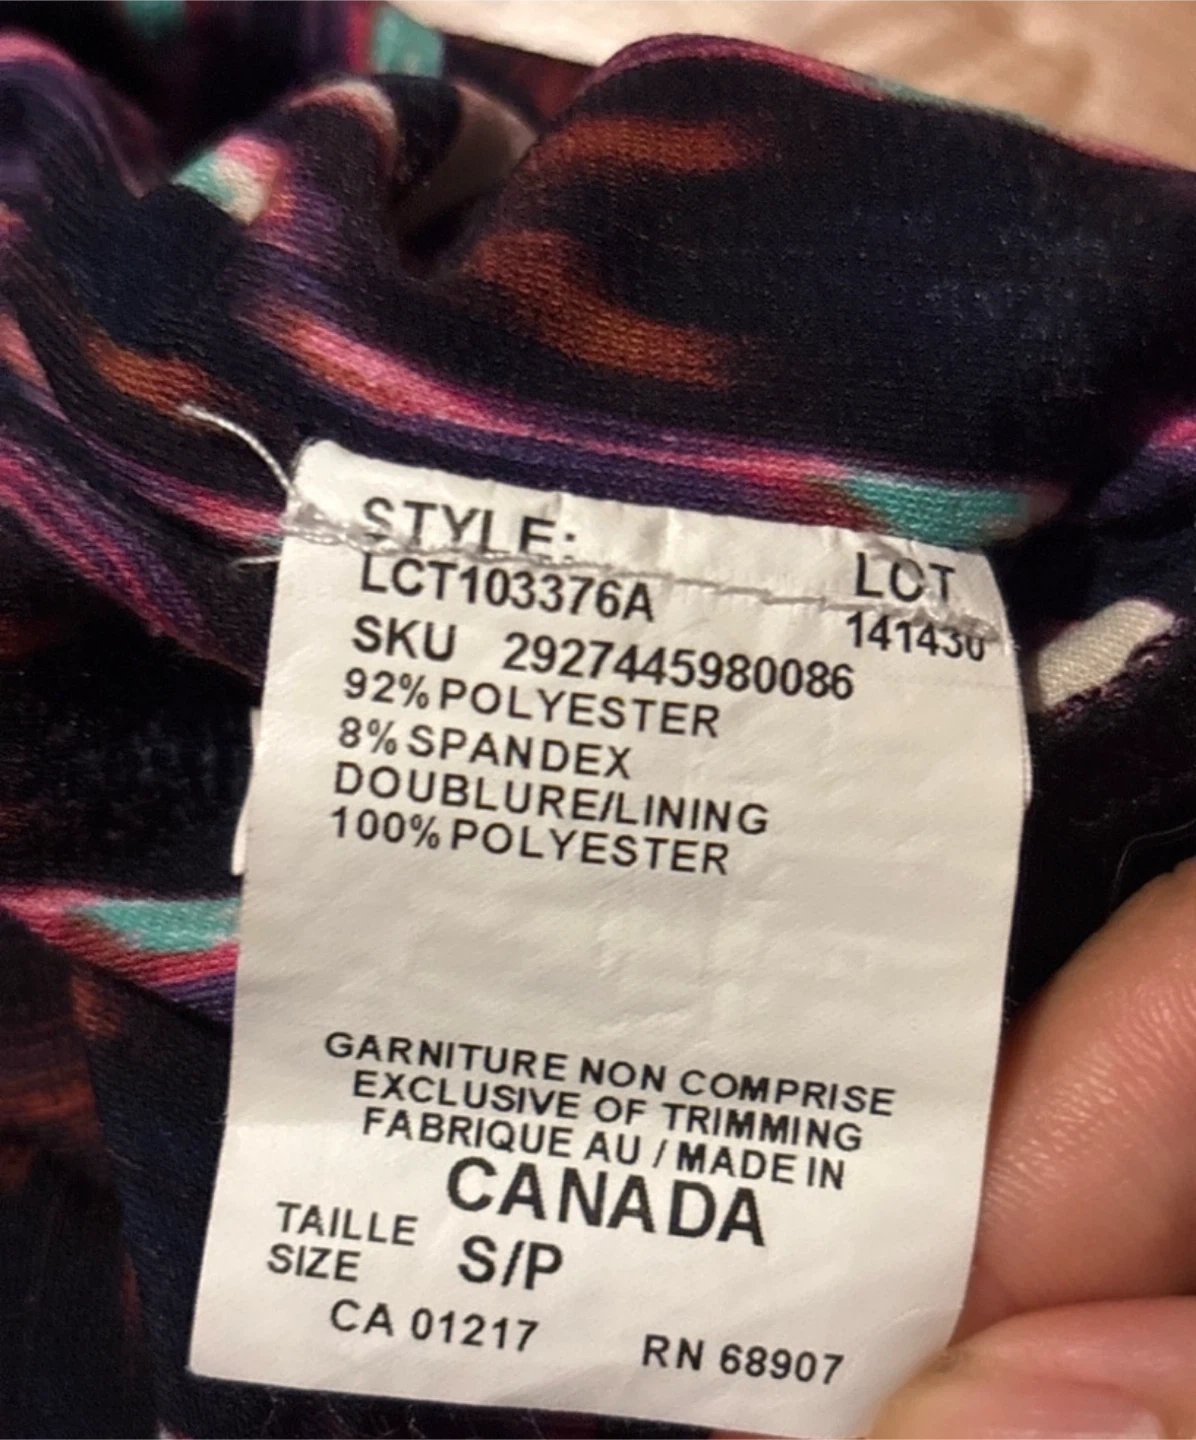 STYLE:
LCT103376A
LCT
141430
SKU 2927445980086
92% POLYESTER
8% SPANDEX
DOUBLURE/LINING
100% POLYESTER
GARNITURE NON COMPRISE
EXCLUSIVE OF TRIMMING
FABRIQUE AU / MADE IN
CANADA
TAILLE
SIZE
S/P
CA 01217 RN 68907